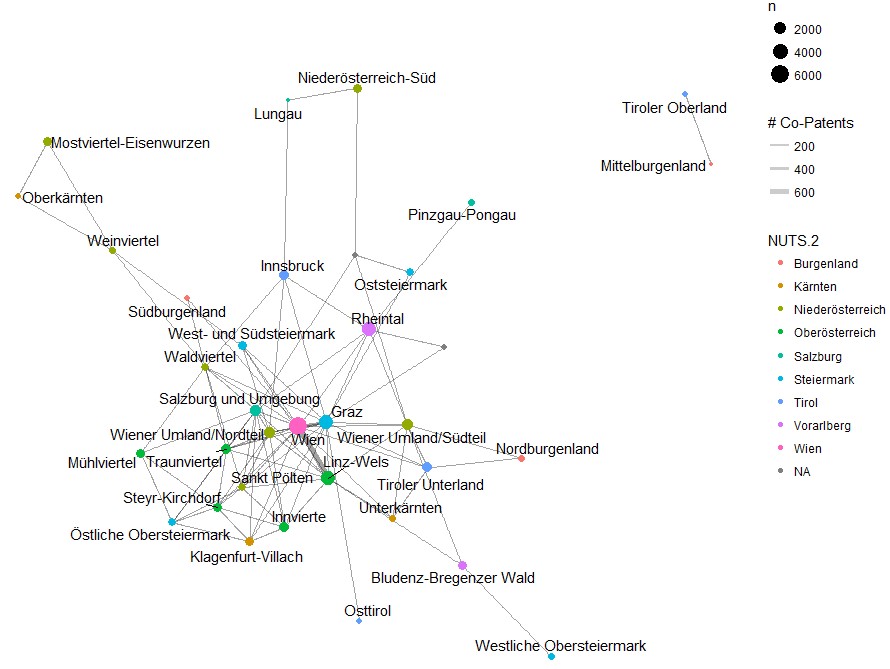 n
2000
4000
6000
# Co-Patents
200
400
600
NUTS.2
Burgenland
Kärnten
Niederösterreich
Oberösterreich
Salzburg
Steiermark
Tirol
Vorarlberg
Wien
NA
Niederösterreich-Süd
Lungau
Tiroler Oberland
Mostviertel-Eisenwurzen
Mittelburgenland
Oberkärnten
Pinzgau-Pongau
Weinviertel
Innsbruck
Oststeiermark
Südburgenland
Rheintal
West- und Südsteiermark
Waldviertel
Salzburg und Umgebung
Graz
Wiener Umland/Nordteil
Wien
Wiener Umland/Südteil
Nordburgenland
Mühlviertel
Traunviertel
Linz-Wels
Sankt Pölten
Tiroler Unterland
Steyr-Kirchdorf
Unterkärnten
Innvierte
Östliche Obersteiermark
Klagenfurt-Villach
Bludenz-Bregenzer Wald
Osttirol
Westliche Obersteiermark